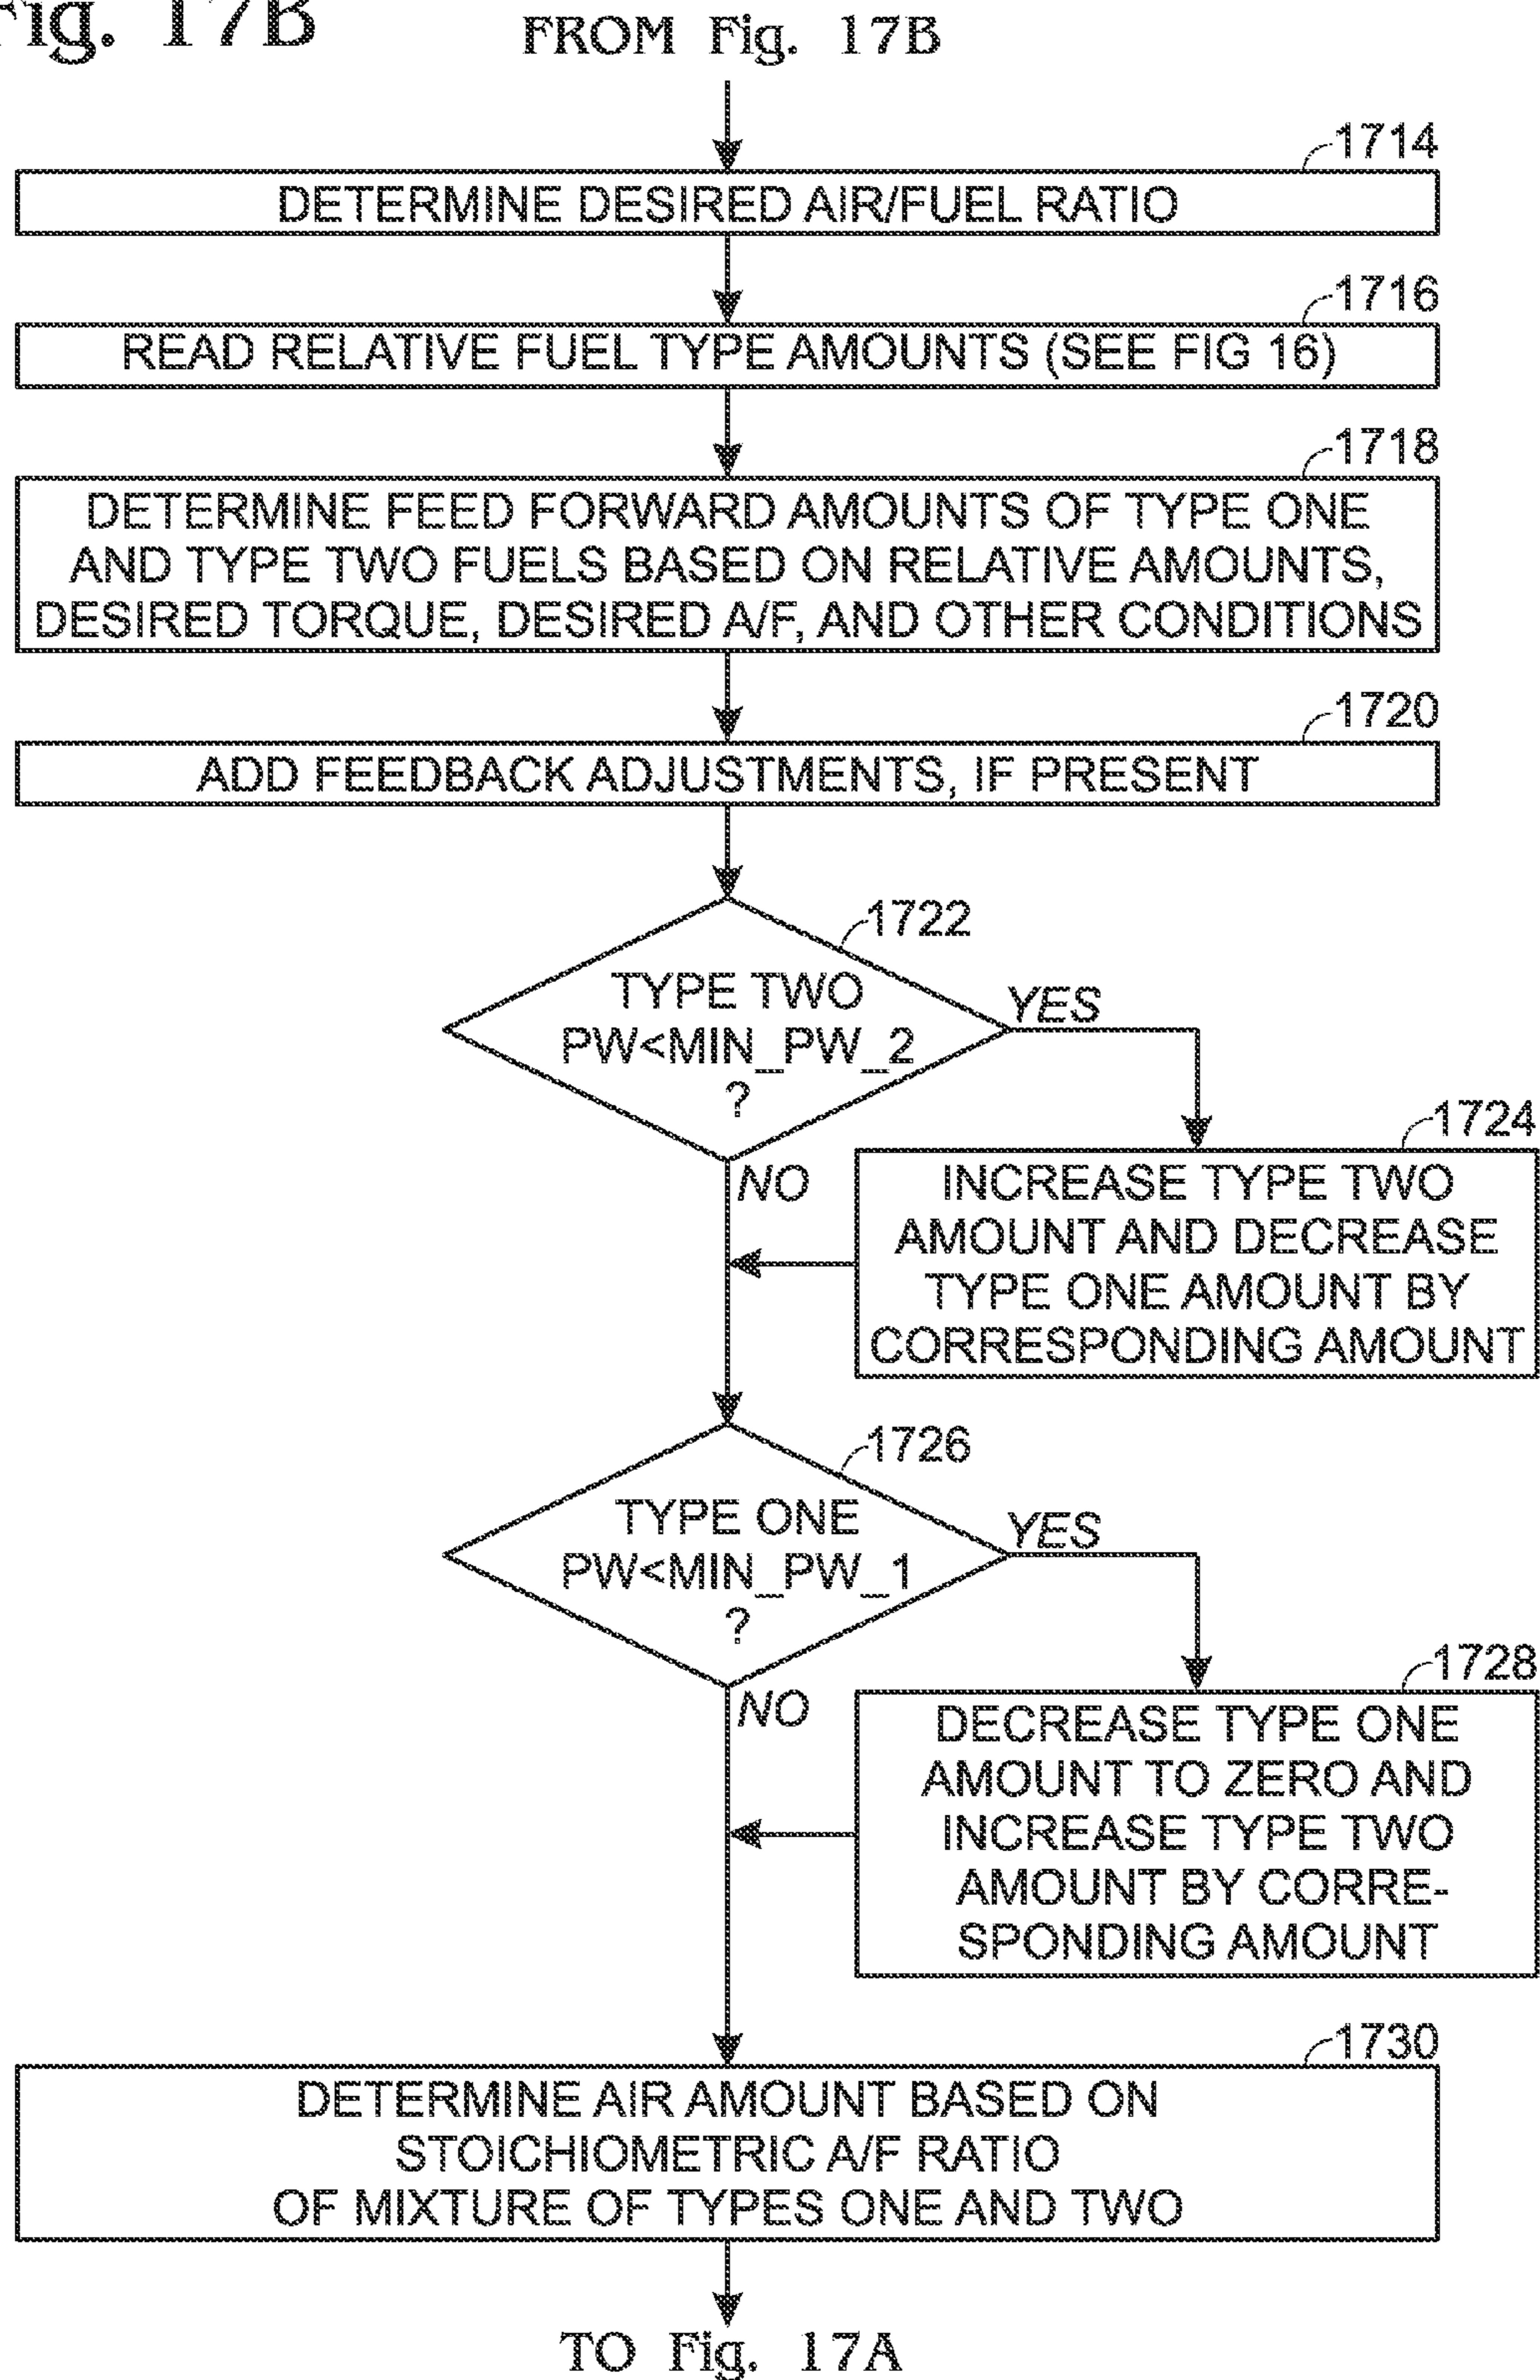 Fig. 17B
FROM Fig. 17B
1714
DETERMINE DESIRED AIR/FUEL RATIO
1716
READ RELATIVE FUEL TYPE AMOUNTS (SEE FIG 16)
1718
DETERMINE FEED FORWARD AMOUNTS OF TYPE ONE
AND TYPE TWO FUELS BASED ON RELATIVE AMOUNTS,
DESIRED TORQUE, DESIRED A/F, AND OTHER CONDITIONS
1720
ADD FEEDBACK ADJUSTMENTS, IF PRESENT
1722
TYPE TWO
PW<MIN_PW_2
?
YES
NO
1724
INCREASE TYPE TWO
AMOUNT AND DECREASE
TYPE ONE AMOUNT BY
CORRESPONDING AMOUNT
1726
TYPE ONE
PW<MIN_PW_1
?
YES
NO
1728
DECREASE TYPE ONE
AMOUNT TO ZERO AND
INCREASE TYPE TWO
AMOUNT BY CORRE-
SPONDING AMOUNT
1730
DETERMINE AIR AMOUNT BASED ON
STOICHIOMETRIC A/F RATIO
OF MIXTURE OF TYPES ONE AND TWO
TO Fig. 17A